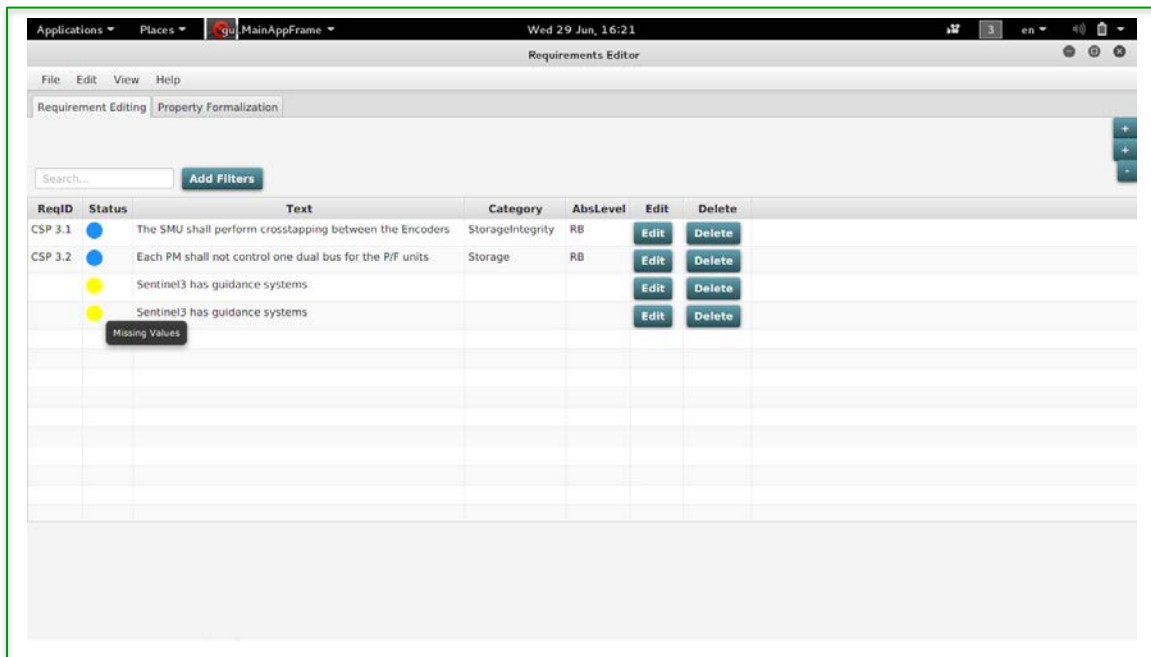 Applications Places gui.MainAppFrame Wed 29 Jun, 16:21 3 en
Requirements Editor
File Edit View Help
Requirement Editing Property Formalization
+
+
-
Search... Add Filters
ReqID Status Text Category AbsLevel Edit Delete
CSP 3.1 The SMU shall perform crosstapping between the Encoders StorageIntegrity RB Edit Delete
CSP 3.2 Each PM shall not control one dual bus for the P/F units Storage RB Edit Delete
Sentinel3 has guidance systems Edit Delete
Sentinel3 has guidance systems Edit Delete
Missing Values